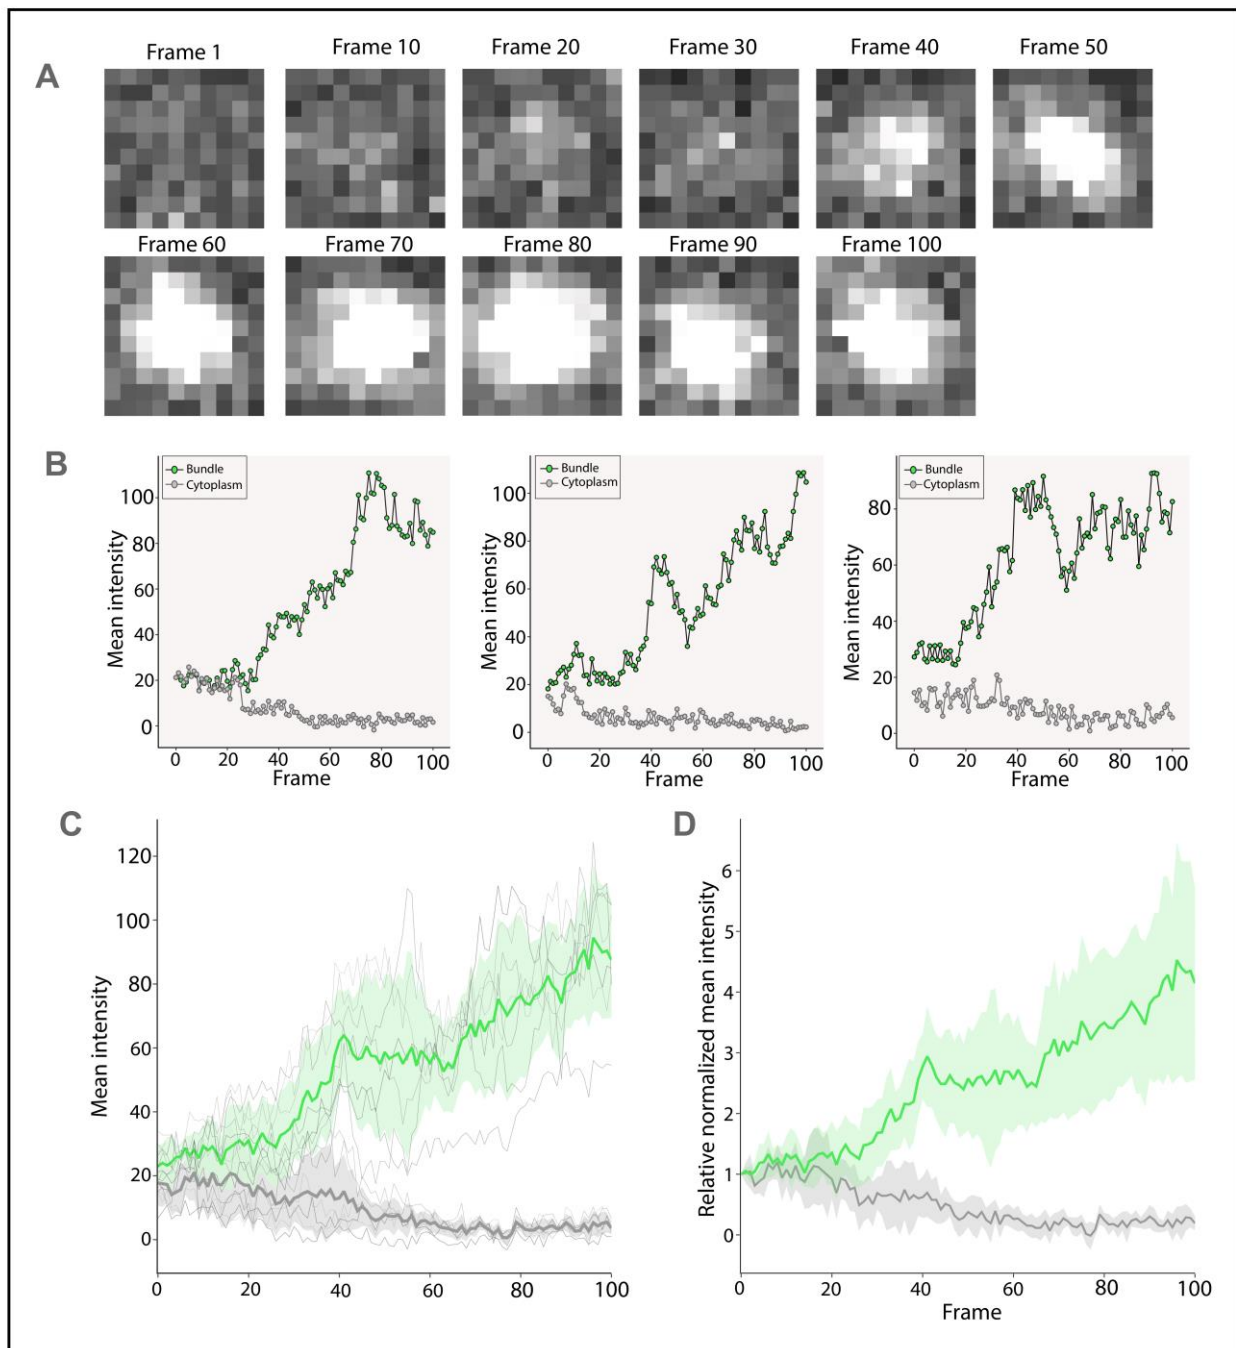 Frame 1
Frame 10
Frame 20
Frame 30
Frame 40
Frame 50
A
Frame 60
Frame 70
Frame 80
Frame 90
Frame 100
B
Bundle
Cytoplasm
Mean intensity
100
80
60
40
20
0
0 20 40 60 80 100
Frame
Bundle
Cytoplasm
Mean intensity
100
80
60
40
20
0
0 20 40 60 80 100
Frame
Bundle
Cytoplasm
Mean intensity
80
60
40
20
0
0 20 40 60 80 100
Frame
C
Mean intensity
120
100
80
60
40
20
0
0 20 40 60 80 100
D
Relative normalized mean intensity
6
5
4
3
2
1
0
0 20 40 60 80 100
Frame